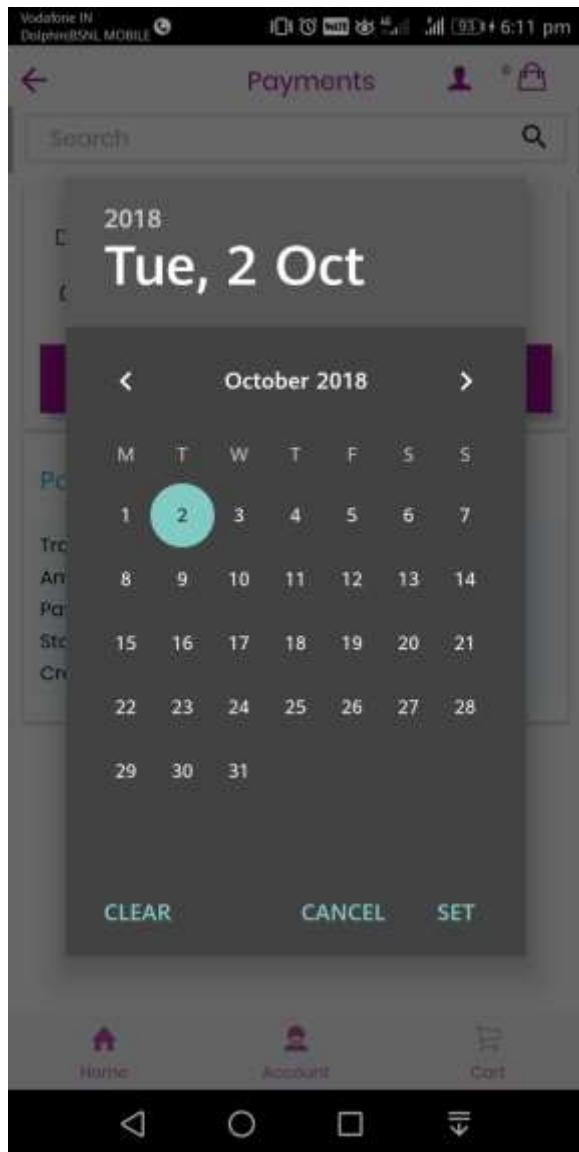 Vodafone IN
DolphinBSNL MOBILE 93 6:11 pm
Payments 0
Search
2018
Tue, 2 Oct
October 2018
M T W T F S S
1 2 3 4 5 6 7
8 9 10 11 12 13 14
15 16 17 18 19 20 21
22 23 24 25 26 27 28
29 30 31
CLEAR CANCEL SET
Home Account Cart